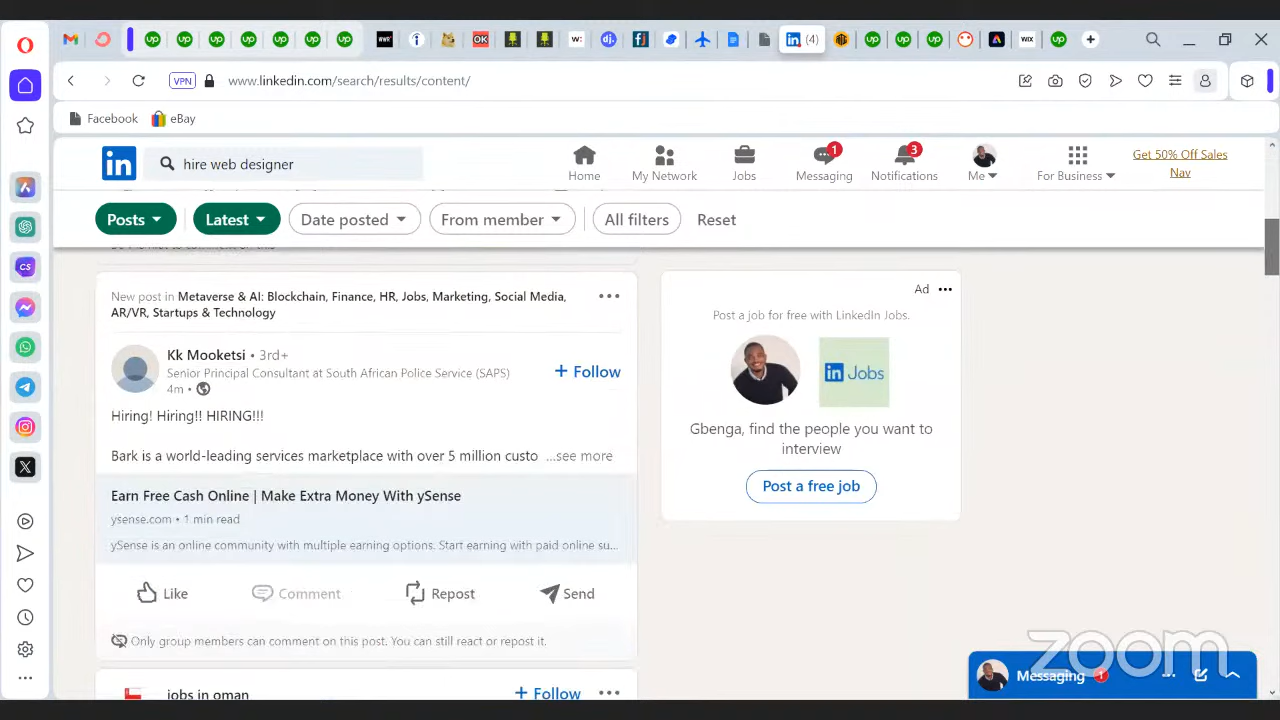 (4)
VPN
www.linkedin.com/search/results/content/
Facebook
eBay
in
hire web designer
Home
My Network
Jobs
1
Messaging
3
Notifications
Me
For Business
Get 50% Off Sales
Nav
Posts
Latest
Date posted
From member
All filters
Reset
New post in Metaverse & AI: Blockchain, Finance, HR, Jobs, Marketing, Social Media,
AR/VR, Startups & Technology
Kk Mooketsi • 3rd+
Senior Principal Consultant at South African Police Service (SAPS)
4m •
+ Follow
Hiring! Hiring!! HIRING!!!
Bark is a world-leading services marketplace with over 5 million custo ...see more
Earn Free Cash Online | Make Extra Money With ySense
ysense.com • 1 min read
ySense is an online community with multiple earning options. Start earning with paid online su...
Like
Comment
Repost
Send
Only group members can comment on this post. You can still react or repost it.
jobs in oman
+ Follow
Ad
Post a job for free with LinkedIn Jobs.
in Jobs
Gbenga, find the people you want to
interview
Post a free job
zoom
Messaging 1